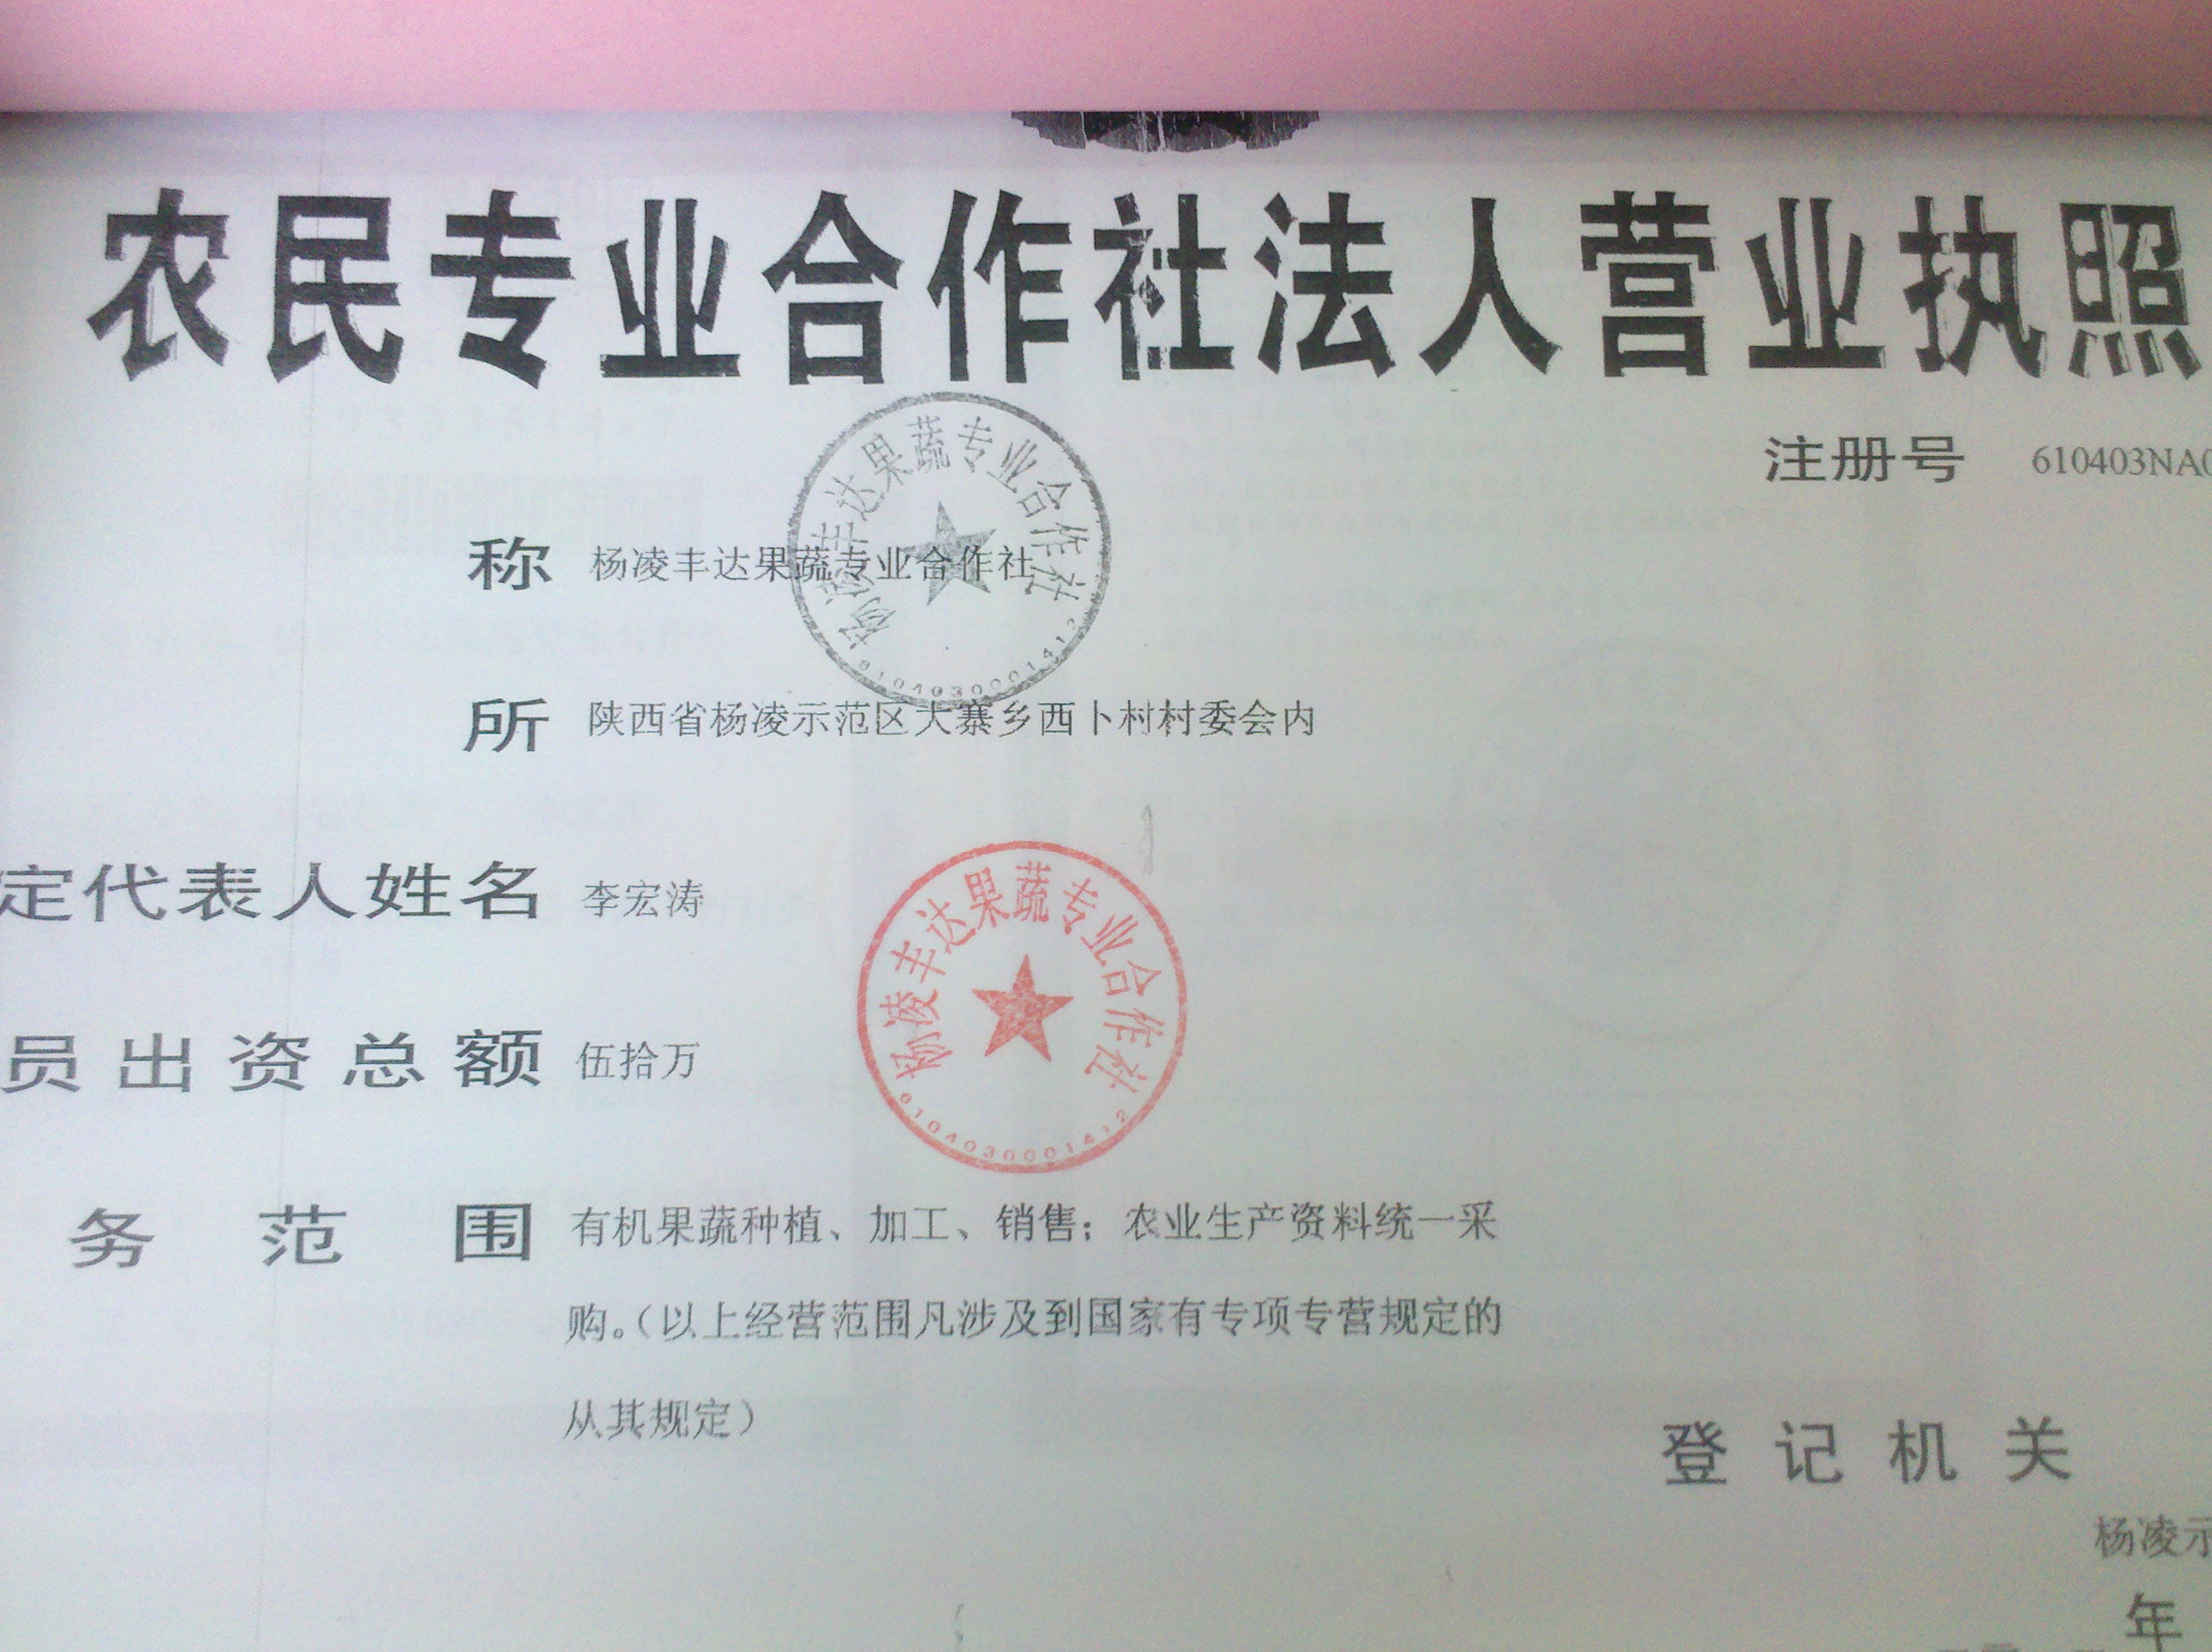 农民专业合作社法人营业执照
注册号 610403NA0
称 杨凌丰达果蔬专业合作社
杨凌丰达果蔬专业合作社
6104030001412
所 陕西省杨凌示范区大寨乡西卜村村委会内
定代表人姓名 李宏涛
杨凌丰达果蔬专业合作社
6104030001412
员出资总额 伍拾万
务范围 有机果蔬种植、加工、销售；农业生产资料统一采
购。（以上经营范围凡涉及到国家有专项专营规定的
从其规定）
登记机关
杨凌示
年